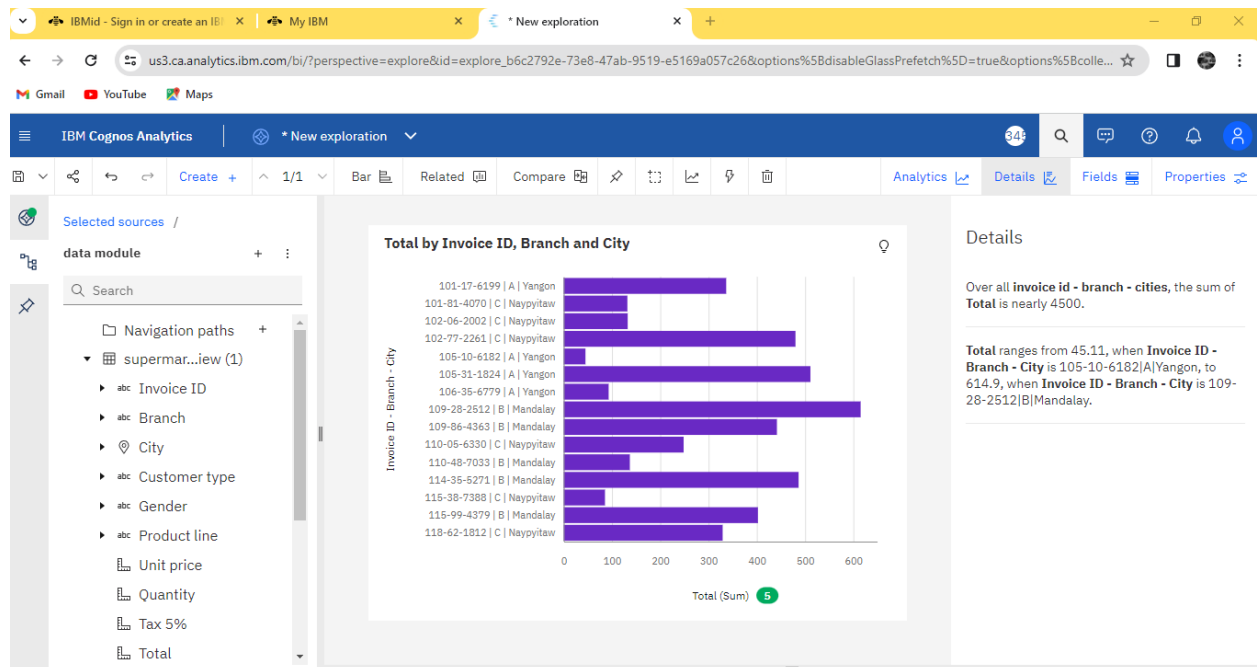 IBMid - Sign in or create an IB
My IBM
* New exploration
us3.ca.analytics.ibm.com/bi/?perspective=explore&id=explore_b6c2792e-73e8-47ab-9519-e5169a057c26&options%5BdisableGlassPrefetch%5D=true&options%5Bcolle...
Gmail YouTube Maps
IBM Cognos Analytics * New exploration
Create + 1/1 Bar Related Compare Analytics Details Fields Properties
Selected sources /
data module
Search
Navigation paths
supermar...iew (1)
abc Invoice ID
abc Branch
City
abc Customer type
abc Gender
abc Product line
Unit price
Quantity
Tax 5%
Total
Total by Invoice ID, Branch and City
Invoice ID - Branch - City
101-17-6199 | A | Yangon
101-81-4070 | C | Naypyitaw
102-06-2002 | C | Naypyitaw
102-77-2261 | C | Naypyitaw
105-10-6182 | A | Yangon
105-31-1824 | A | Yangon
106-35-6779 | A | Yangon
109-28-2512 | B | Mandalay
109-86-4363 | B | Mandalay
110-05-6330 | C | Naypyitaw
110-48-7033 | B | Mandalay
114-35-5271 | B | Mandalay
115-38-7388 | C | Naypyitaw
115-99-4379 | B | Mandalay
118-62-1812 | C | Naypyitaw
0 100 200 300 400 500 600
Total (Sum) 5
Details
Over all invoice id - branch - cities, the sum of
Total is nearly 4500.
Total ranges from 45.11, when Invoice ID -
Branch - City is 105-10-6182|A|Yangon, to
614.9, when Invoice ID - Branch - City is 109-
28-2512|B|Mandalay.